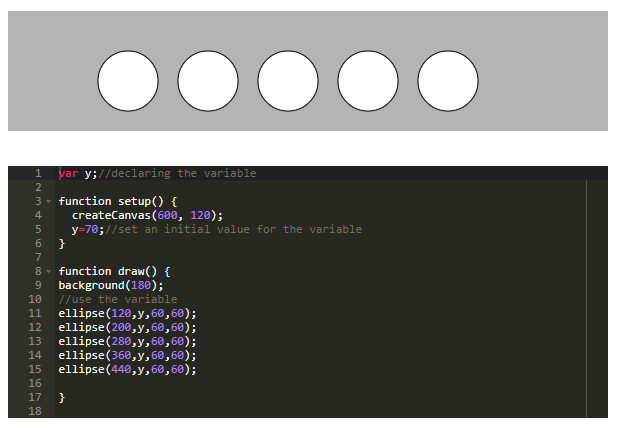 1 var y;//declaring the variable
2
3 function setup() {
4 createCanvas(600, 120);
5 y=70;//set an initial value for the variable
6 }
7
8 function draw() {
9 background(180);
10 //use the variable
11 ellipse(120,y,60,60);
12 ellipse(200,y,60,60);
13 ellipse(280,y,60,60);
14 ellipse(360,y,60,60);
15 ellipse(440,y,60,60);
16
17 }
18